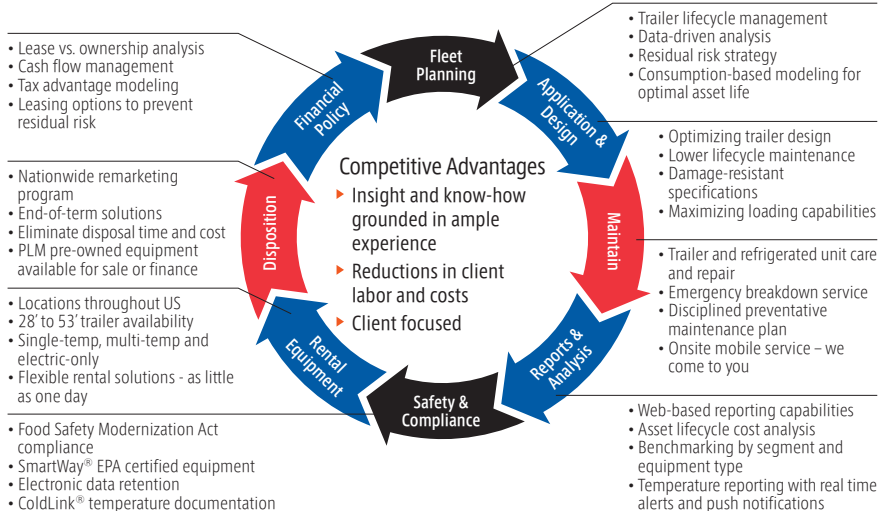 Fleet
Planning
• Trailer lifecycle management
• Data-driven analysis
• Residual risk strategy
• Consumption-based modeling for
optimal asset life
Application &
Design
• Optimizing trailer design
• Lower lifecycle maintenance
• Damage-resistant
specifications
• Maximizing loading capabilities
Maintain
• Trailer and refrigerated unit care
and repair
• Emergency breakdown service
• Disciplined preventative
maintenance plan
• Onsite mobile service – we
come to you
Reports &
Analysis
• Web-based reporting capabilities
• Asset lifecycle cost analysis
• Benchmarking by segment and
equipment type
• Temperature reporting with real time
alerts and push notifications
Safety &
Compliance
• Food Safety Modernization Act
compliance
• SmartWay® EPA certified equipment
• Electronic data retention
• ColdLink® temperature documentation
Rental
Equipment
• Locations throughout US
• 28’ to 53’ trailer availability
• Single-temp, multi-temp and
electric-only
• Flexible rental solutions - as little
as one day
Disposition
• Nationwide remarketing
program
• End-of-term solutions
• Eliminate disposal time and cost
• PLM pre-owned equipment
available for sale or finance
Financial
Policy
• Lease vs. ownership analysis
• Cash flow management
• Tax advantage modeling
• Leasing options to prevent
residual risk
Competitive Advantages
Insight and know-how
grounded in ample
experience
Reductions in client
labor and costs
Client focused